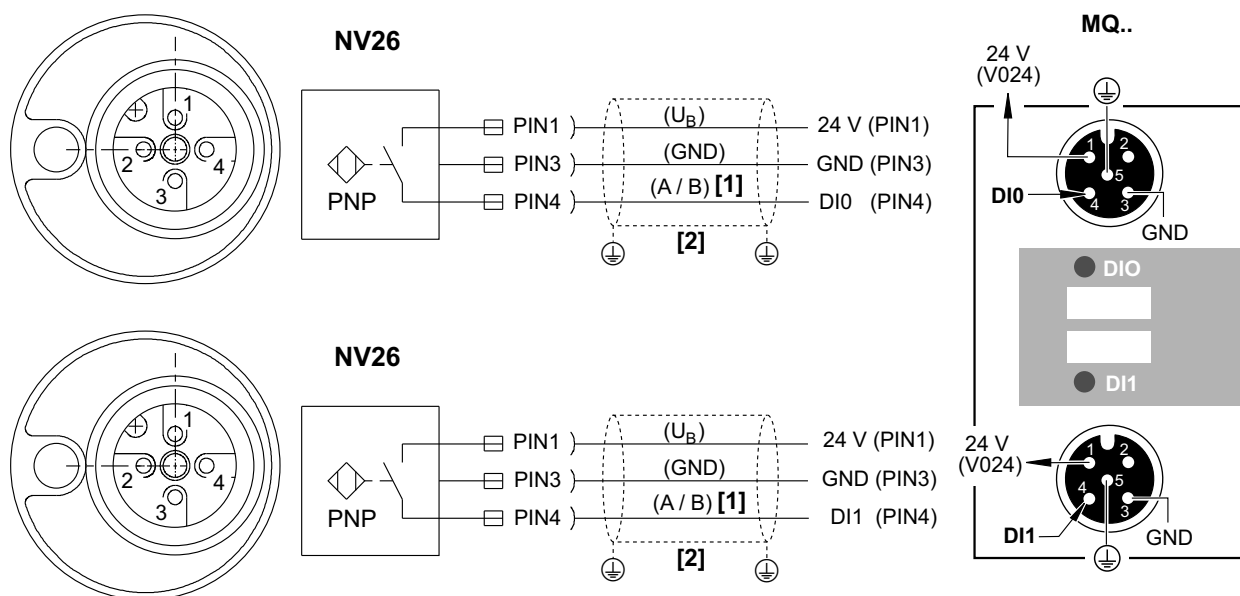 NV26
1
2
4
3
PNP
PIN1
PIN3
PIN4
(U_B)
(GND)
(A / B) [1]
[2]
24 V (PIN1)
GND (PIN3)
DI0 (PIN4)
NV26
1
2
4
3
PNP
PIN1
PIN3
PIN4
(U_B)
(GND)
(A / B) [1]
[2]
24 V (PIN1)
GND (PIN3)
DI1 (PIN4)
MQ..
24 V
(V024)
1
2
5
4
3
DI0
GND
DIO
DI1
24 V
(V024)
1
2
5
4
3
DI1
GND